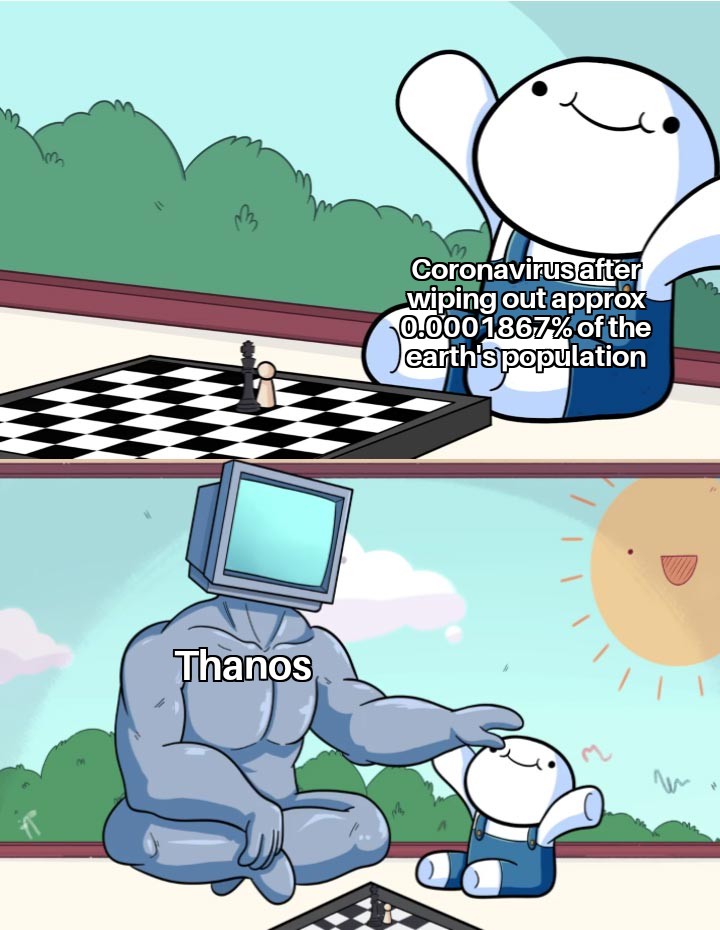 Coronavirus after
wiping out approx
0.0001867% of the
earth's population
Thanos